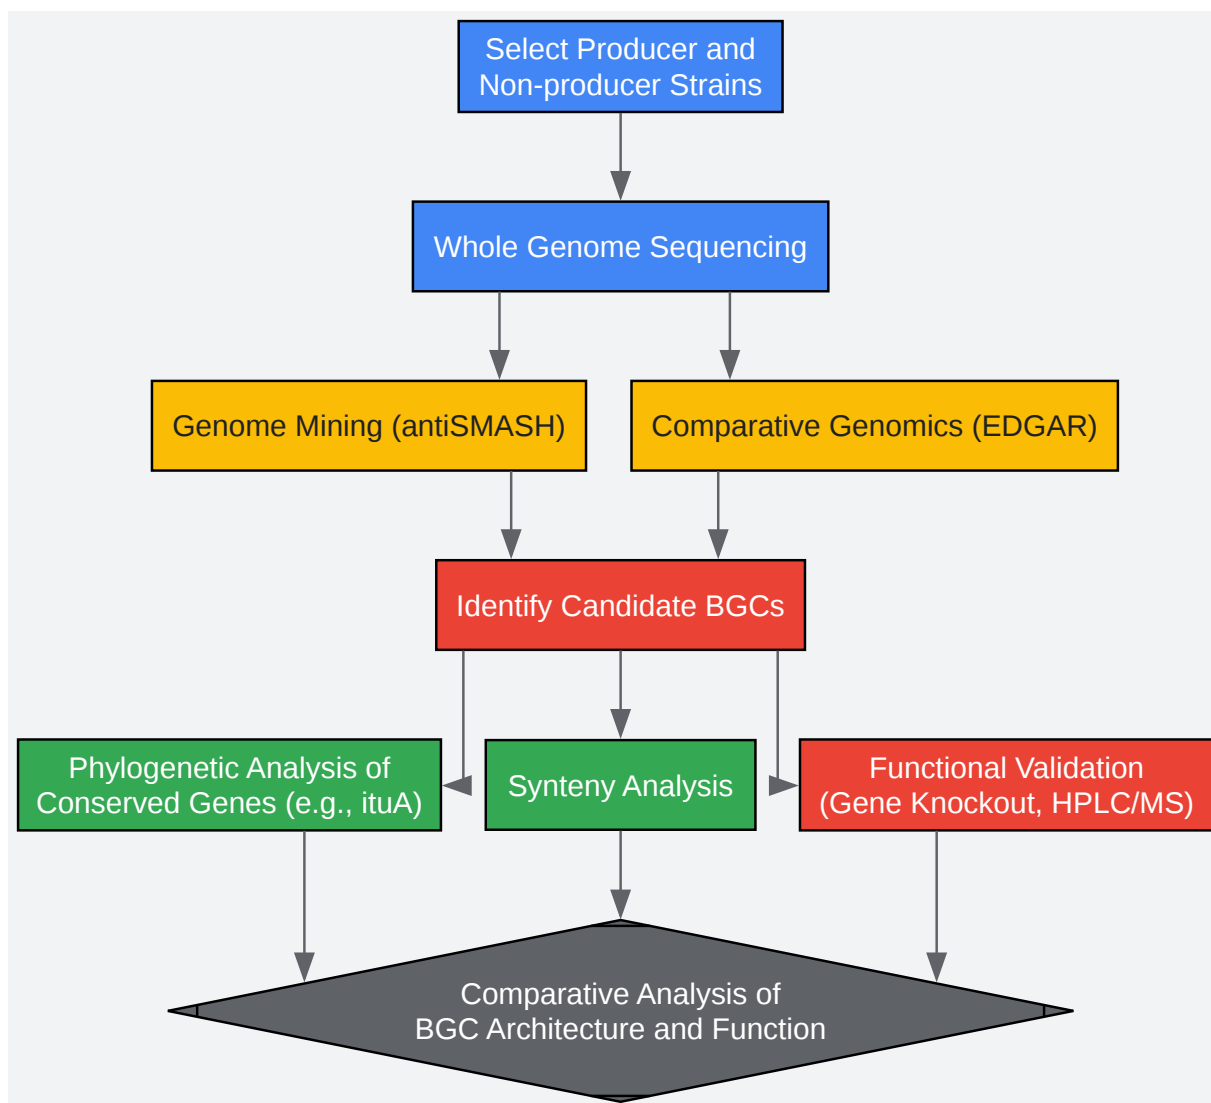 Select Producer and
Non-producer Strains
Whole Genome Sequencing
Genome Mining (antiSMASH)
Comparative Genomics (EDGAR)
Identify Candidate BGCs
Phylogenetic Analysis of
Conserved Genes (e.g., ituA)
Synteny Analysis
Functional Validation
(Gene Knockout, HPLC/MS)
Comparative Analysis of
BGC Architecture and Function